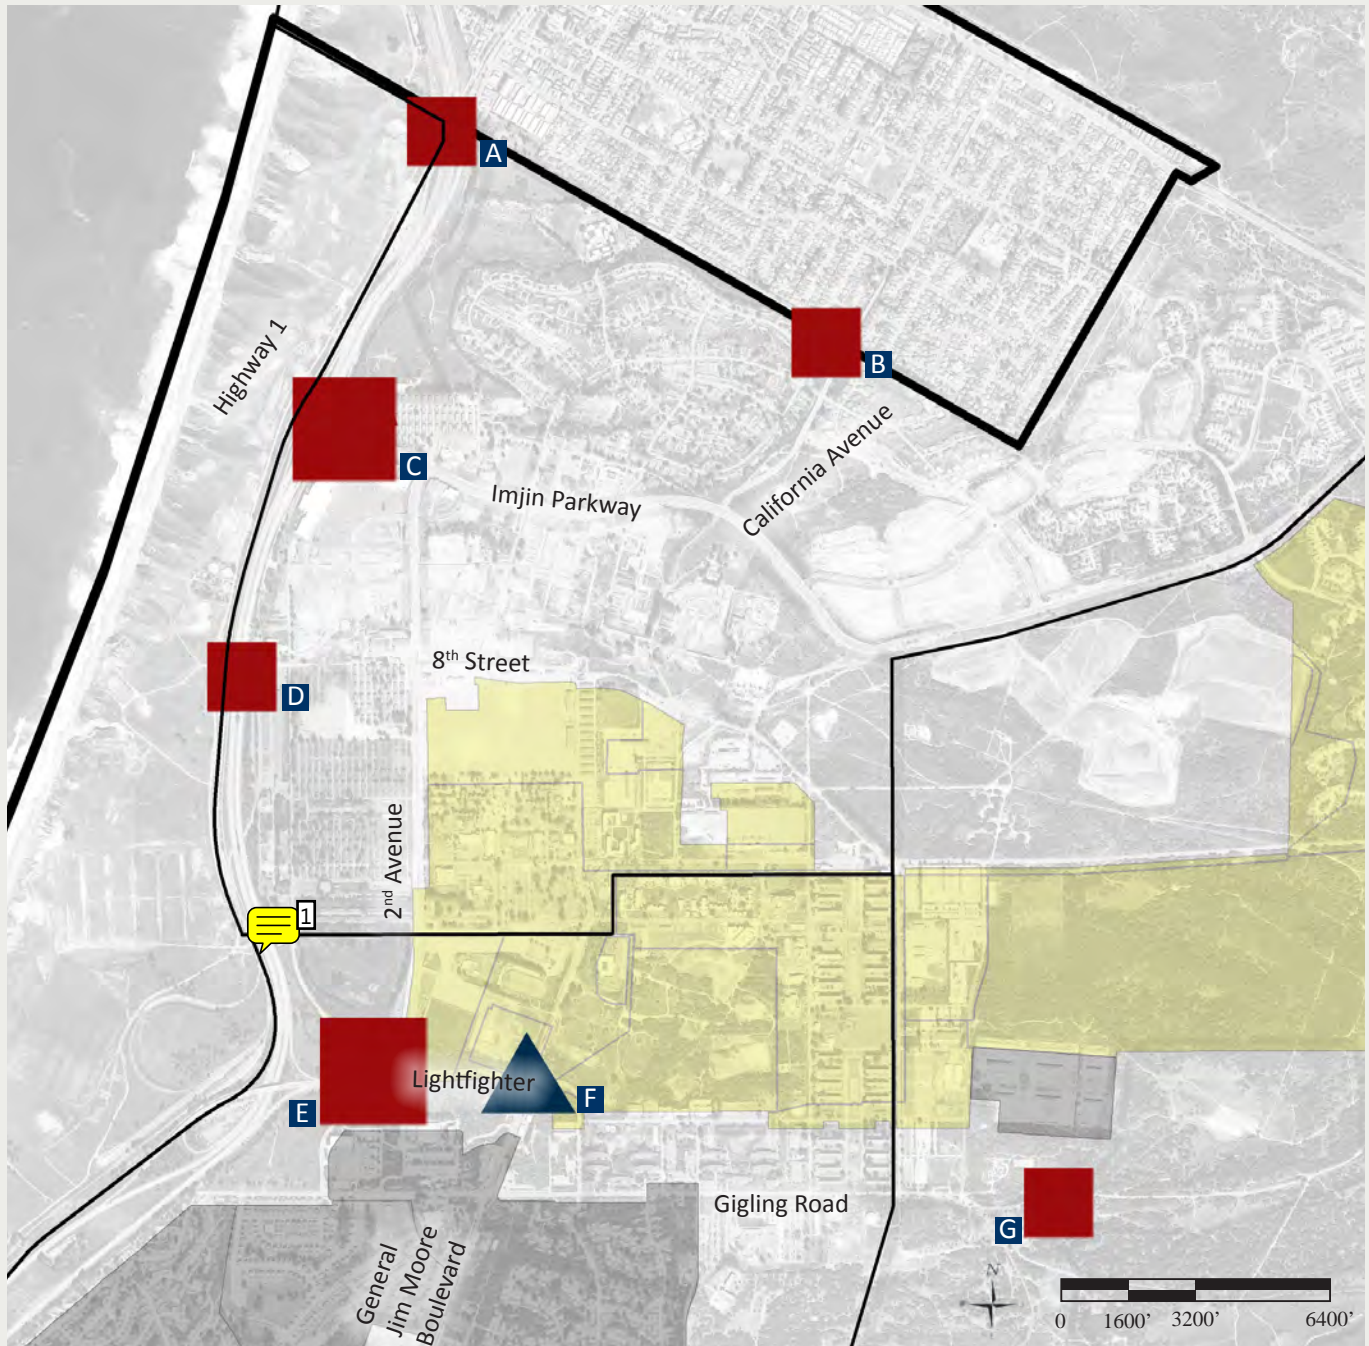 A
B
Highway 1
C
California Avenue
Imjin Parkway
8th Street
D
2nd Avenue
1
Lightfighter
E
F
Gigling Road
G
General
Jim Moore
Boulevard
N
0 1600' 3200' 6400'